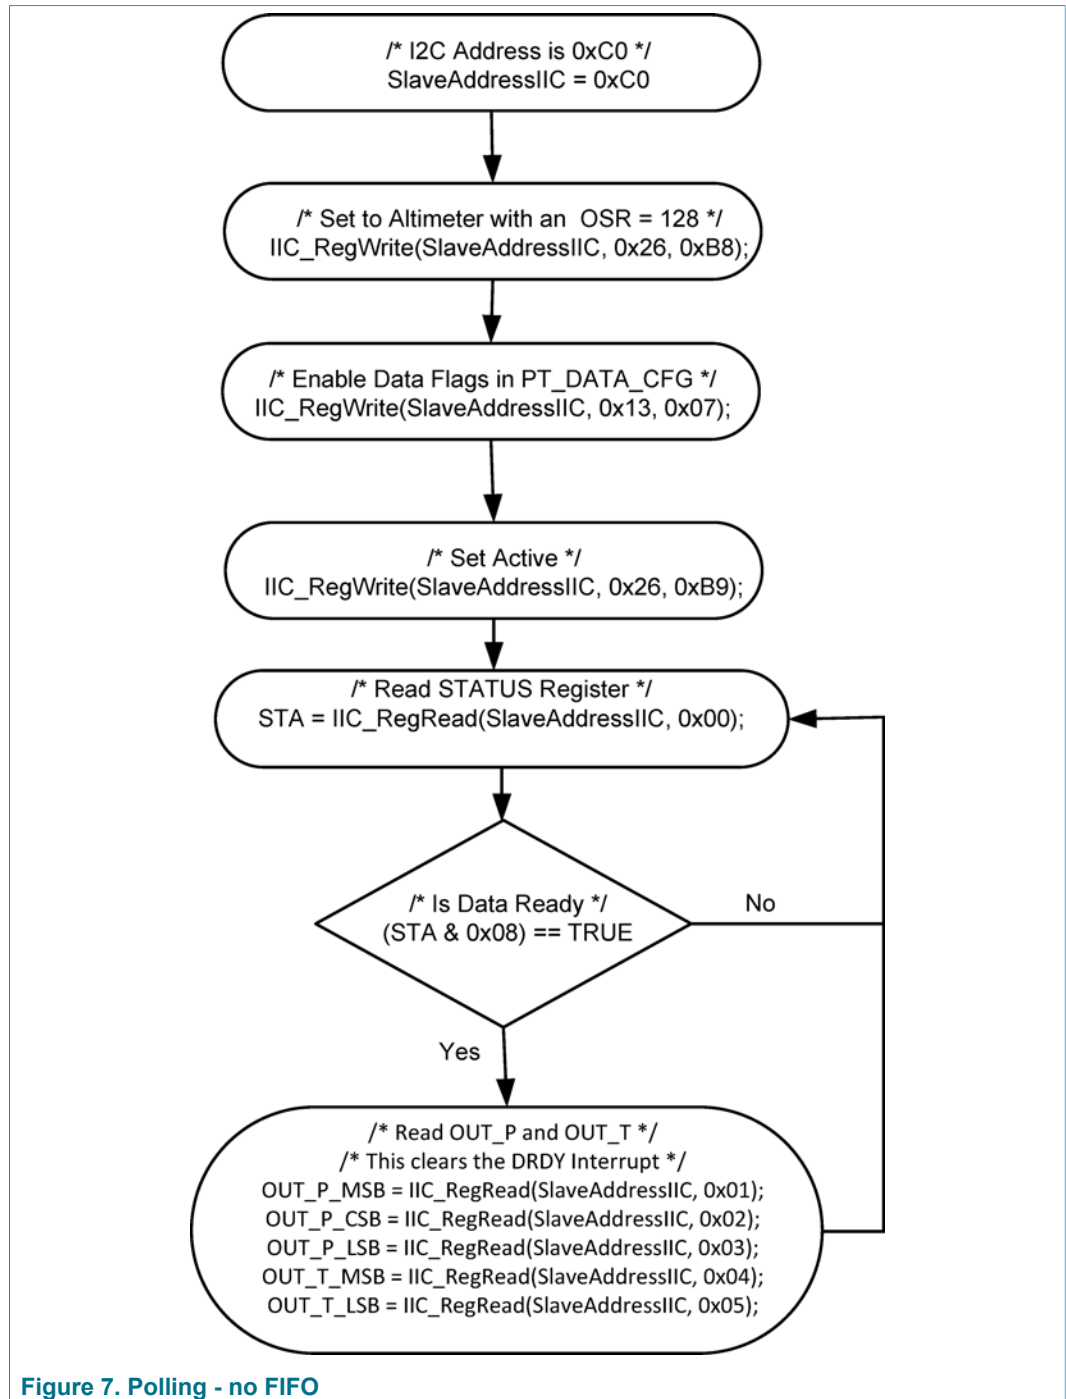 /* I2C Address is 0xC0 */
SlaveAddressIIC = 0xC0
/* Set to Altimeter with an OSR = 128 */
IIC_RegWrite(SlaveAddressIIC, 0x26, 0xB8);
/* Enable Data Flags in PT_DATA_CFG */
IIC_RegWrite(SlaveAddressIIC, 0x13, 0x07);
/* Set Active */
IIC_RegWrite(SlaveAddressIIC, 0x26, 0xB9);
/* Read STATUS Register */
STA = IIC_RegRead(SlaveAddressIIC, 0x00);
/* Is Data Ready */
(STA & 0x08) == TRUE
No
Yes
/* Read OUT_P and OUT_T */
/* This clears the DRDY Interrupt */
OUT_P_MSB = IIC_RegRead(SlaveAddressIIC, 0x01);
OUT_P_CSB = IIC_RegRead(SlaveAddressIIC, 0x02);
OUT_P_LSB = IIC_RegRead(SlaveAddressIIC, 0x03);
OUT_T_MSB = IIC_RegRead(SlaveAddressIIC, 0x04);
OUT_T_LSB = IIC_RegRead(SlaveAddressIIC, 0x05);
Figure 7. Polling - no FIFO